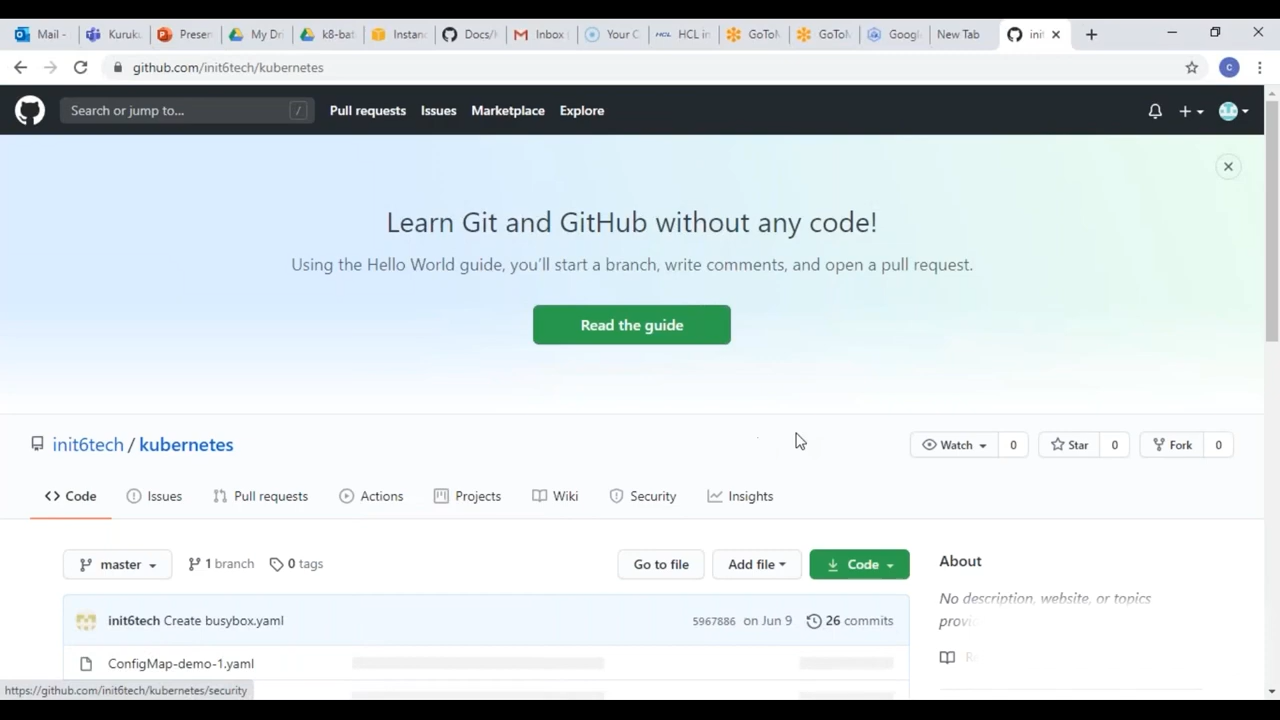 Mail -
Kuruku
Presen
My Dri
k8-bat
Instanc
Docs/K
Inbox
Your C
HCL in
GoToM
GoToM
Googl
New Tab
init
github.com/init6tech/kubernetes
C
Search or jump to...
/
Pull requests
Issues
Marketplace
Explore
Learn Git and GitHub without any code!
Using the Hello World guide, you'll start a branch, write comments, and open a pull request.
Read the guide
init6tech / kubernetes
Watch 0
Star 0
Fork 0
Code
Issues
Pull requests
Actions
Projects
Wiki
Security
Insights
master
1 branch
0 tags
Go to file
Add file
Code
About
No description, website, or topics
provi
init6tech Create busybox.yaml
5967886 on Jun 9
26 commits
ConfigMap-demo-1.yaml
https://github.com/init6tech/kubernetes/security